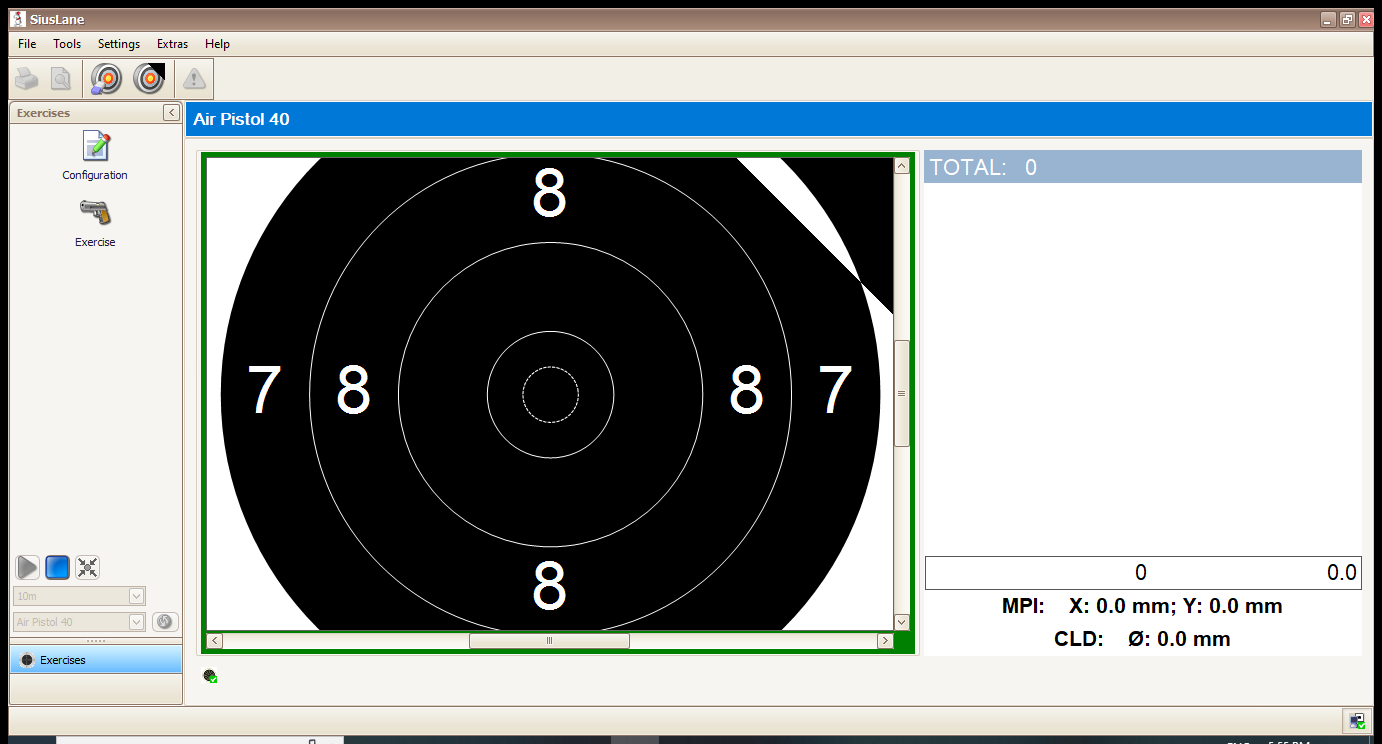 SiusLane
File Tools Settings Extras Help
Exercises
Configuration
Exercise
10m
Air Pistol 40
Exercises
Air Pistol 40
8
7 8 8 7
8
TOTAL: 0
0 0.0
MPI: X: 0.0 mm; Y: 0.0 mm
CLD: Ø: 0.0 mm